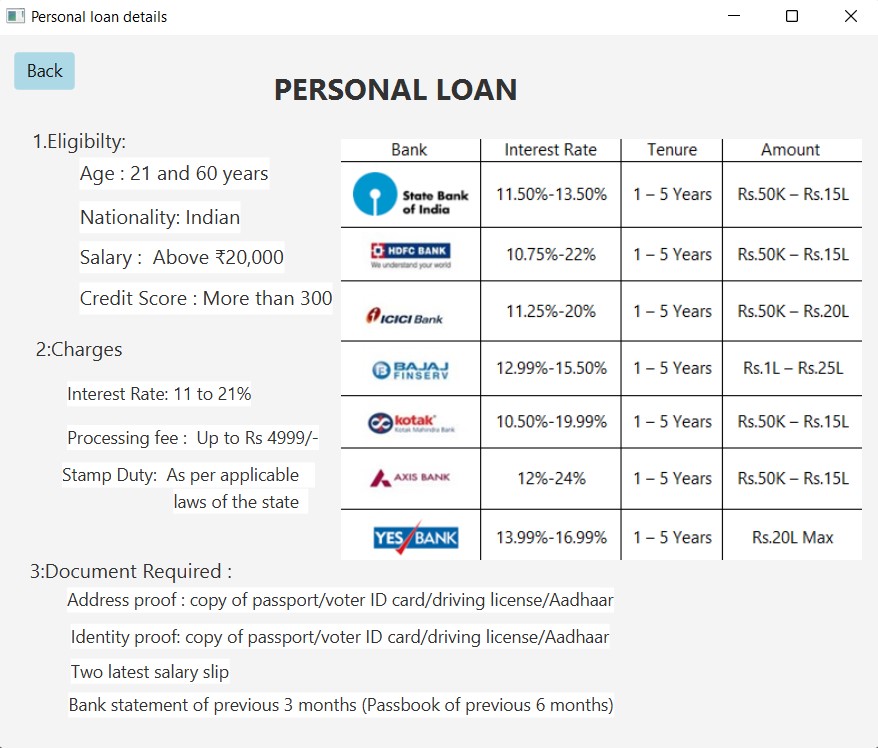 Personal loan details
Back
PERSONAL LOAN
1.Eligibilty:
Age : 21 and 60 years
Nationality: Indian
Salary :  Above ₹20,000
Credit Score : More than 300
2:Charges
Interest Rate: 11 to 21%
Processing fee :  Up to Rs 4999/-
Stamp Duty:  As per applicable
laws of the state
Bank Interest Rate Tenure Amount
State Bank
of India 11.50%-13.50% 1 – 5 Years Rs.50K – Rs.15L
HDFC BANK
We understand your world 10.75%-22% 1 – 5 Years Rs.50K – Rs.15L
ICICI Bank 11.25%-20% 1 – 5 Years Rs.50K – Rs.20L
B BAJAJ
FINSERV 12.99%-15.50% 1 – 5 Years Rs.1L – Rs.25L
kotak
Kotak Mahindra Bank 10.50%-19.99% 1 – 5 Years Rs.50K – Rs.15L
AXIS BANK 12%-24% 1 – 5 Years Rs.50K – Rs.15L
YES BANK 13.99%-16.99% 1 – 5 Years Rs.20L Max
3:Document Required :
Address proof : copy of passport/voter ID card/driving license/Aadhaar
Identity proof: copy of passport/voter ID card/driving license/Aadhaar
Two latest salary slip
Bank statement of previous 3 months (Passbook of previous 6 months)